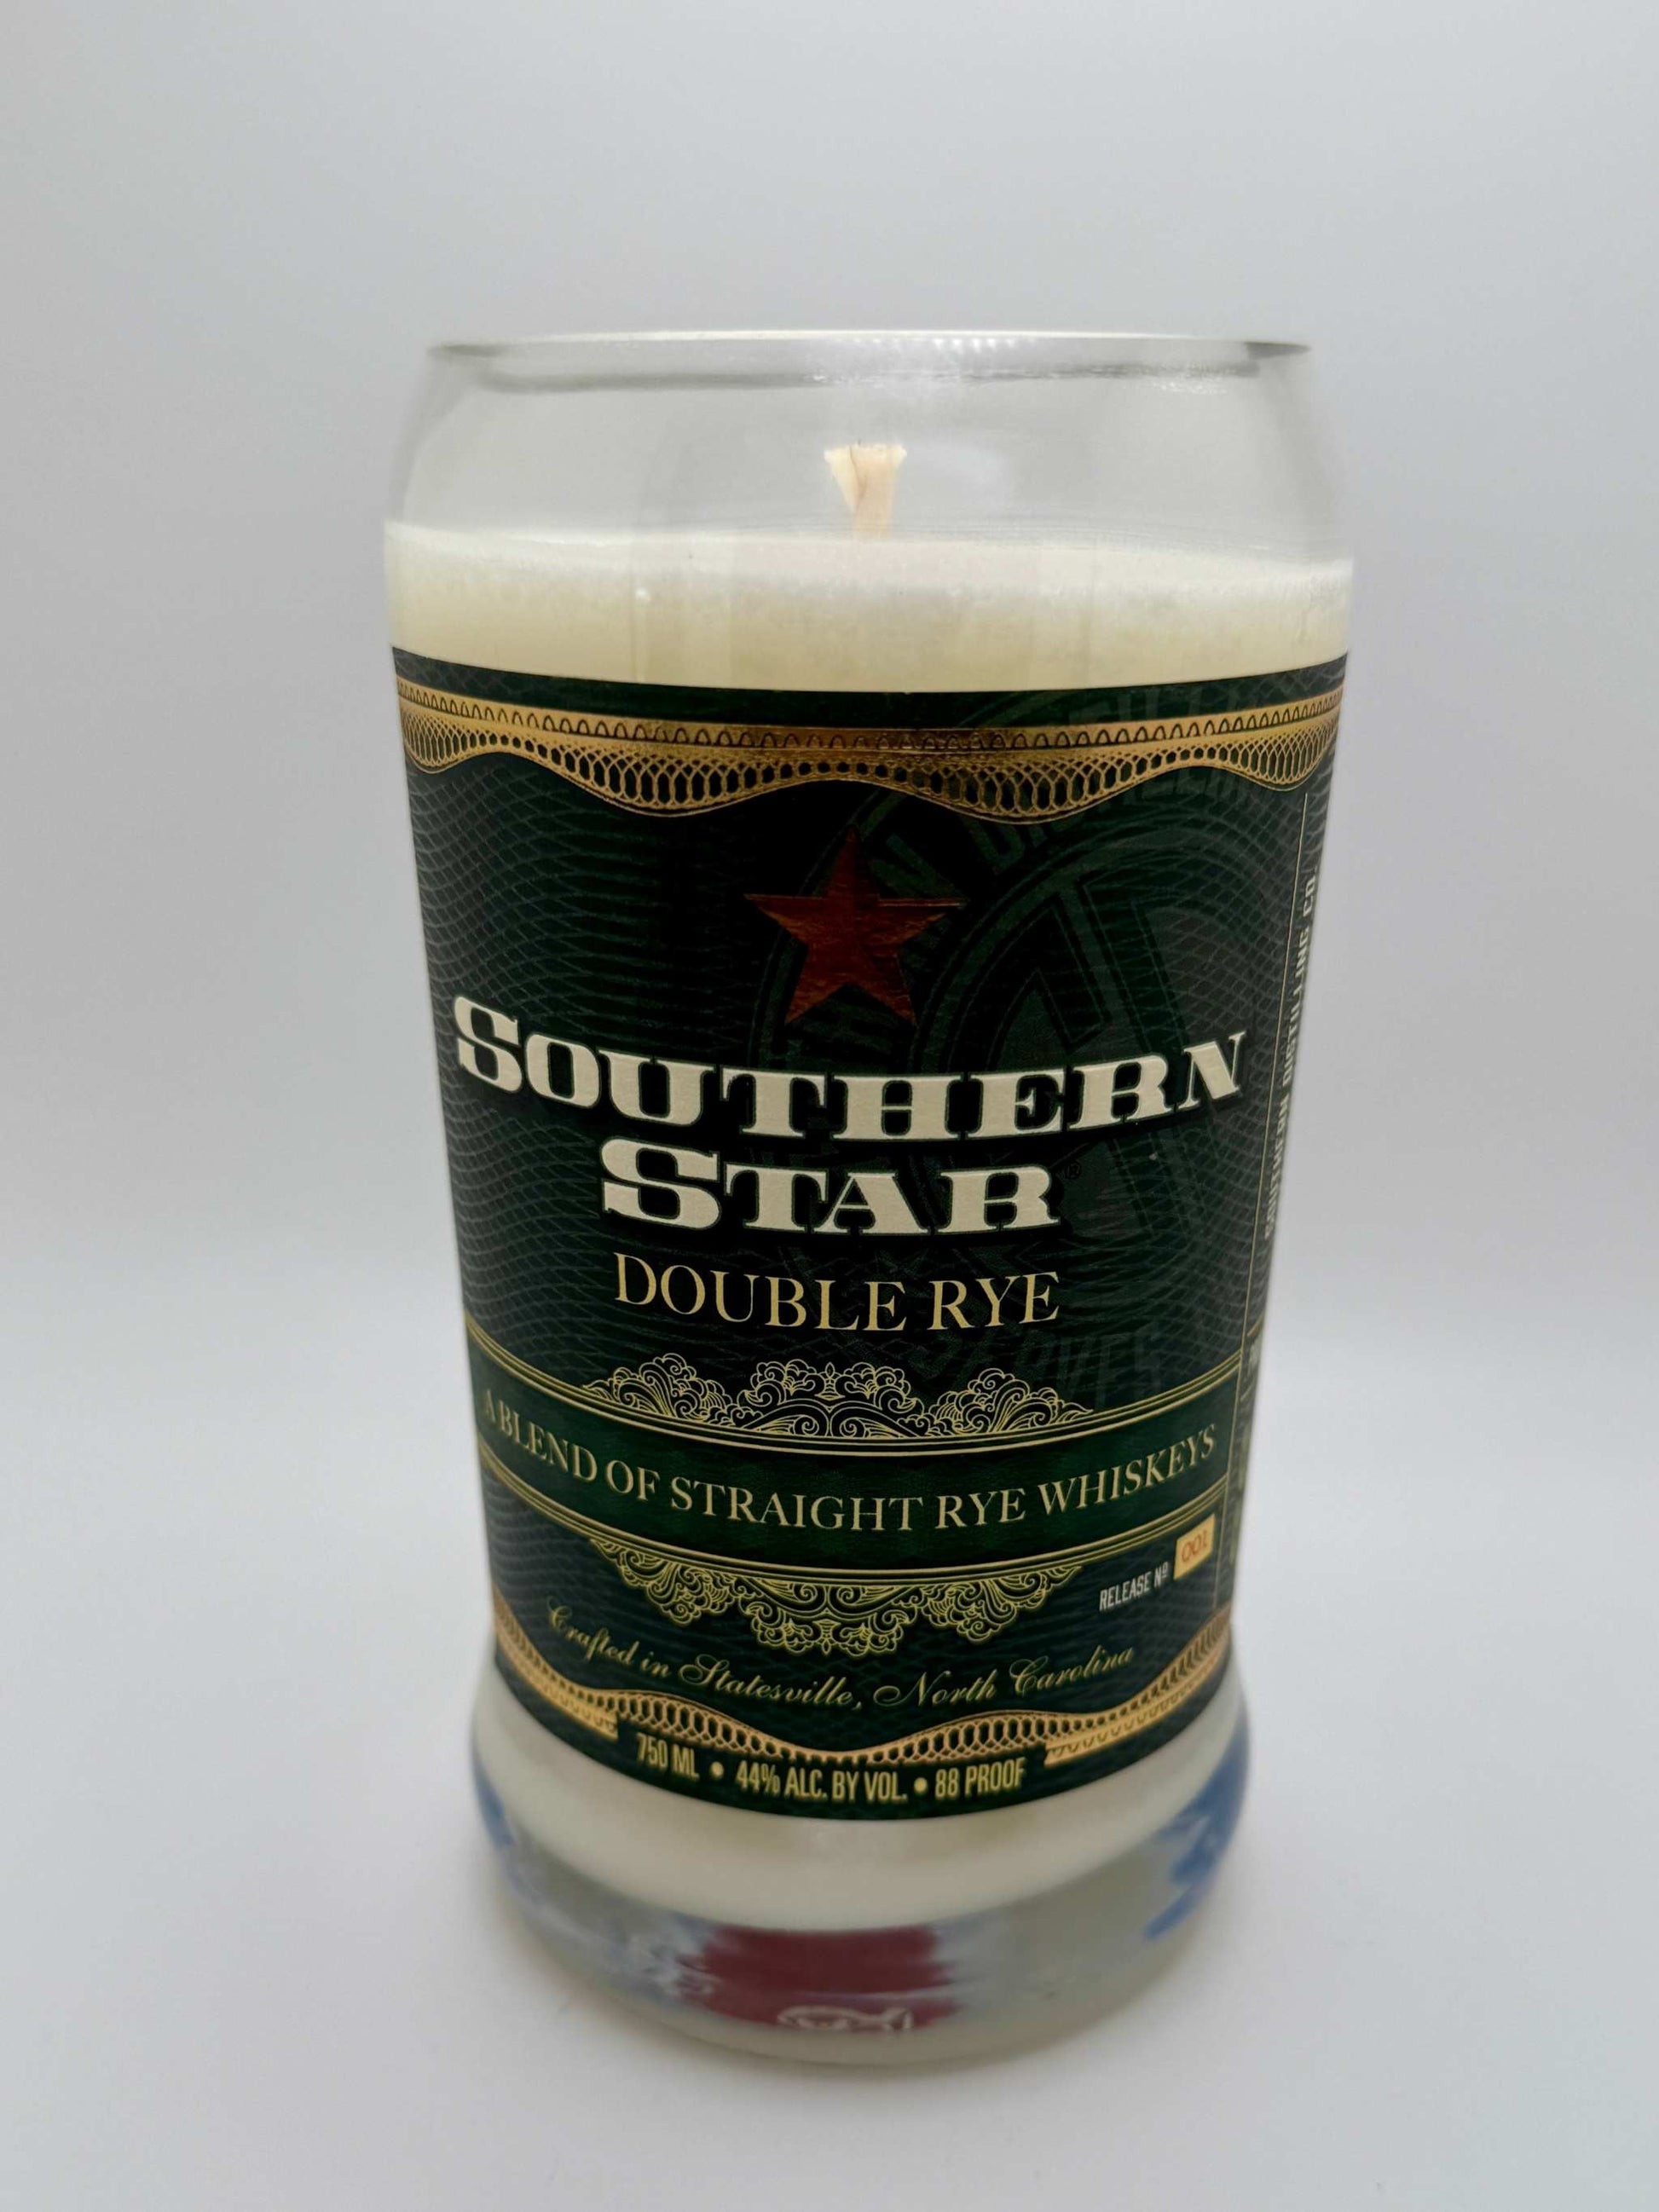 SOUTHERN
STAR
®
DOUBLE RYE
A BLEND OF STRAIGHT RYE WHISKEYS
RELEASE Nº 001
Crafted in Statesville, North Carolina
750 ML • 44% ALC. BY VOL. • 88 PROOF
SOUTHERN DISTILLING CO.